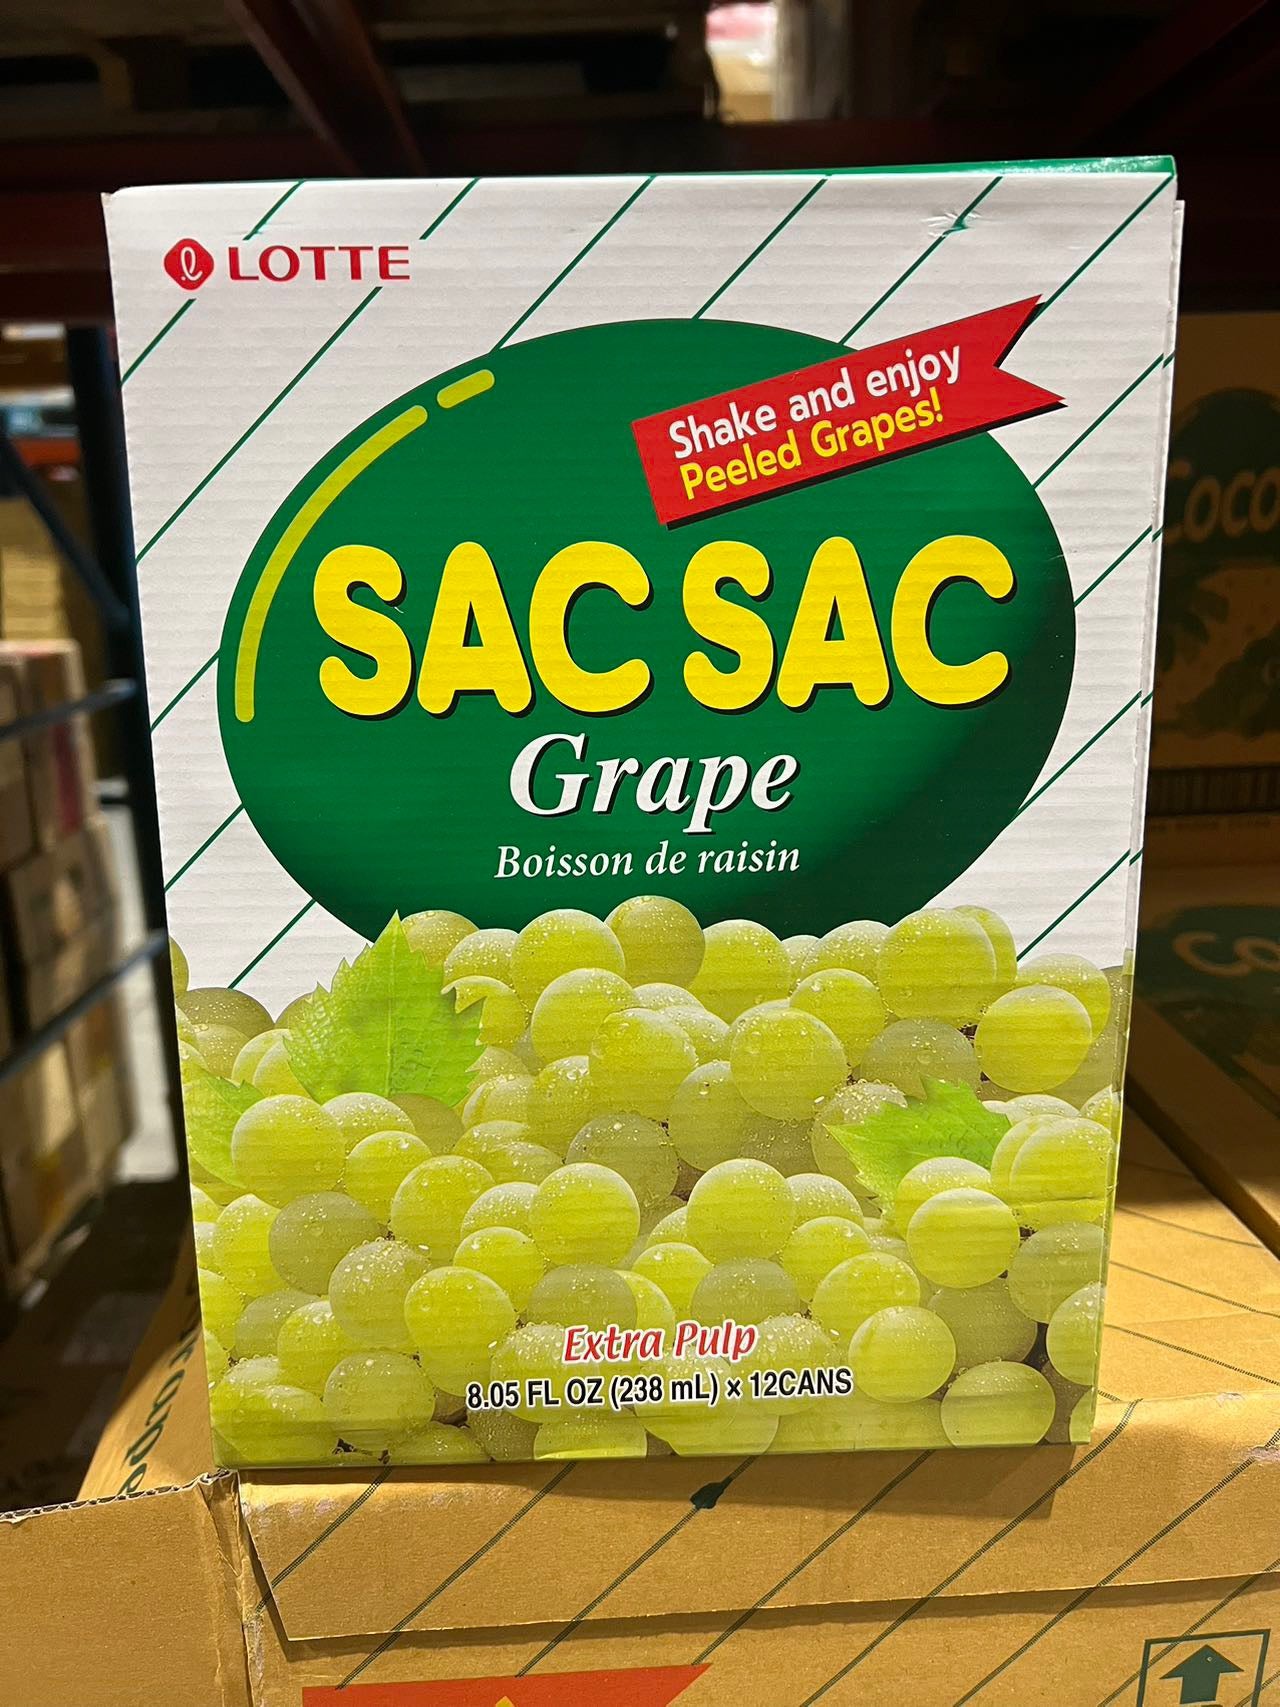 LOTTE
Shake and enjoy
Peeled Grapes!
SAC SAC
Grape
Boisson de raisin
Extra Pulp
8.05 FL OZ (238 mL) × 12CANS